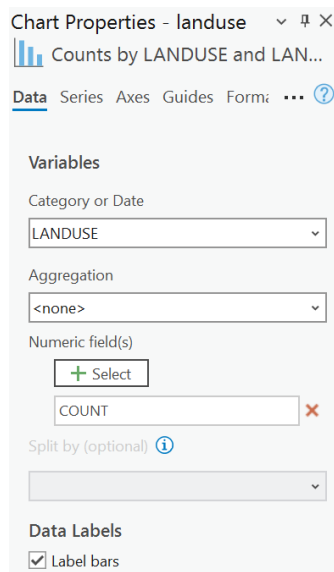 Chart Properties - landuse
Counts by LANDUSE and LAN...
Data Series Axes Guides Forma ... ?
Variables
Category or Date
LANDUSE
Aggregation
<none>
Numeric field(s)
+ Select
COUNT
Split by (optional) i
Data Labels
Label bars